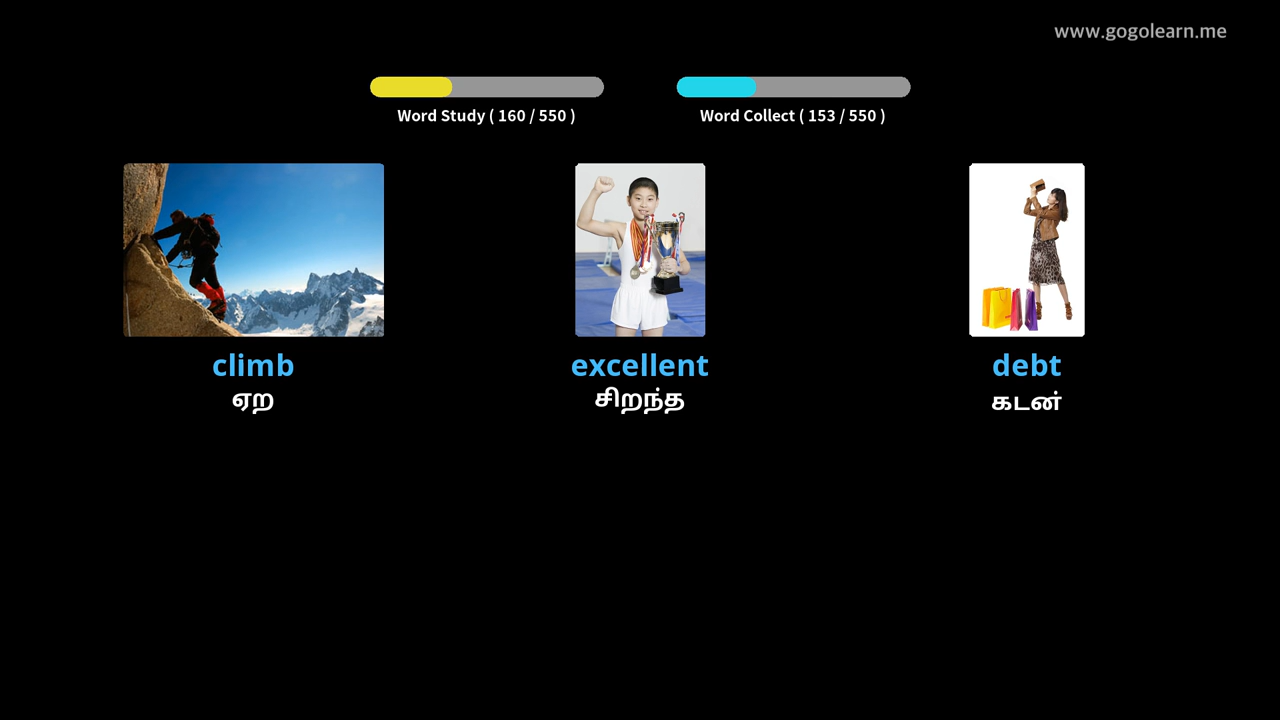 www.gogolearn.me
Word Study ( 160 / 550 )
Word Collect ( 153 / 550 )
climb
ஏற
excellent
சிறந்த
debt
கடன்